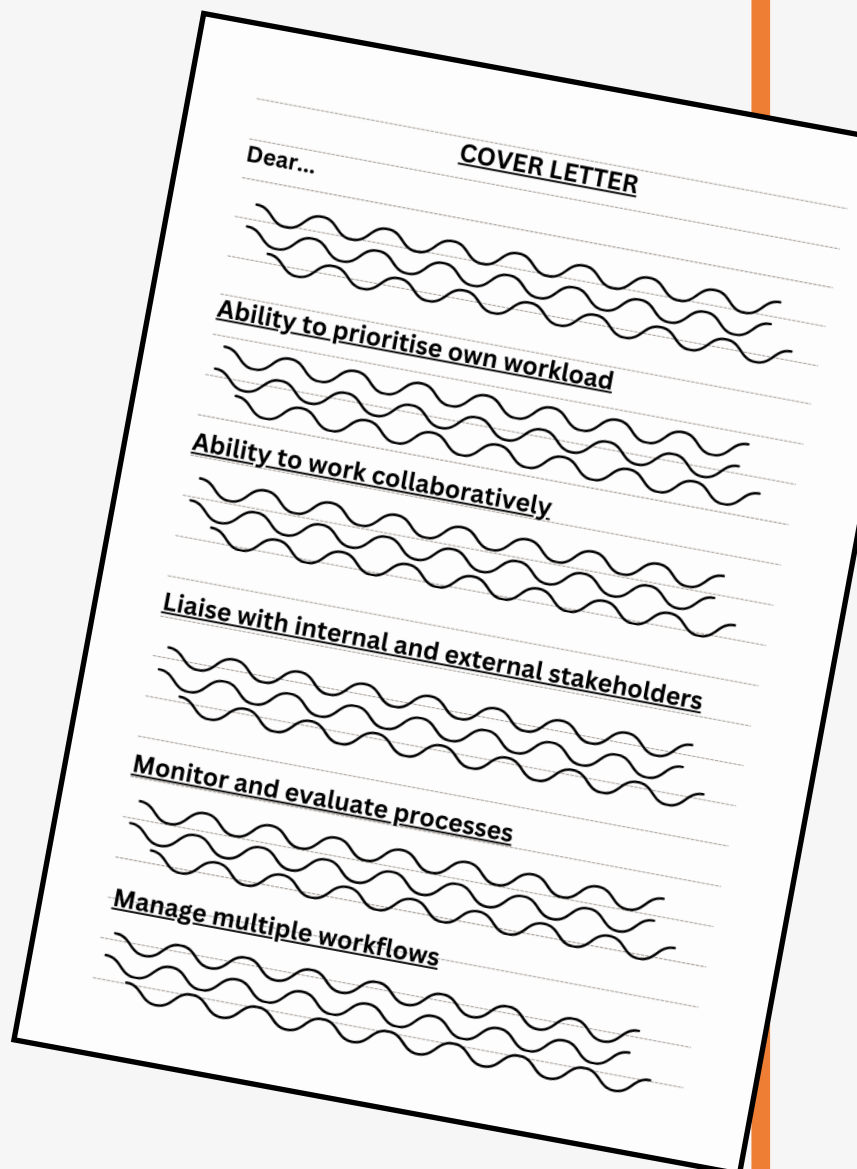 COVER LETTER
Dear...
Ability to prioritise own workload
Ability to work collaboratively
Liaise with internal and external stakeholders
Monitor and evaluate processes
Manage multiple workflows